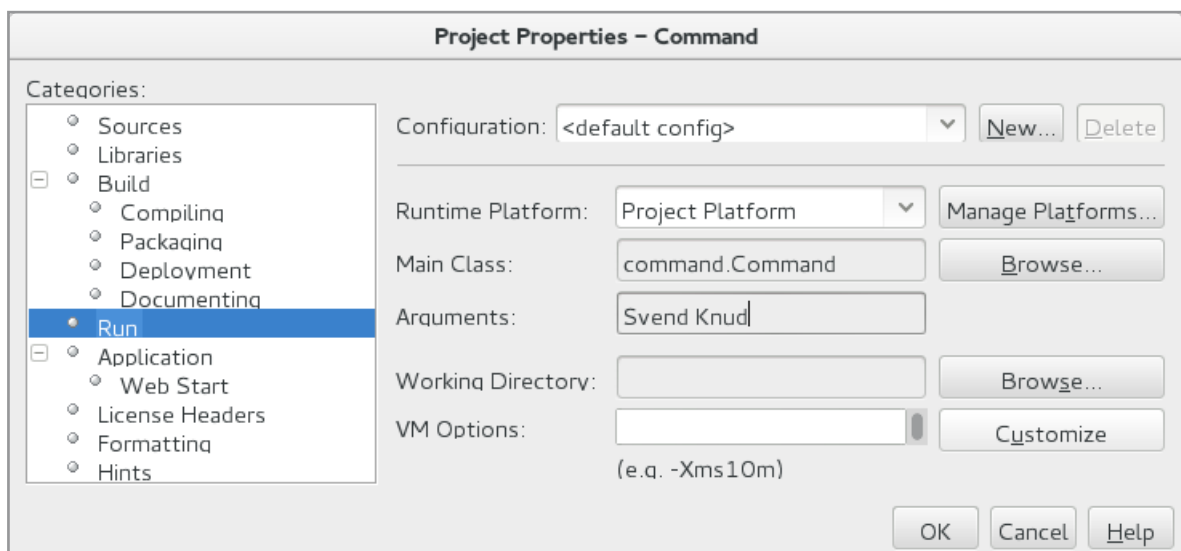 Project Properties – Command
Categories:
Sources
Libraries
Build
Compiling
Packaging
Deployment
Documenting
Run
Application
Web Start
License Headers
Formatting
Hints
Configuration: <default config> New... Delete
Runtime Platform: Project Platform Manage Platforms...
Main Class: command.Command Browse...
Arguments: Svend Knud
Working Directory: Browse...
VM Options: Customize
(e.g. -Xms10m)
OK Cancel Help